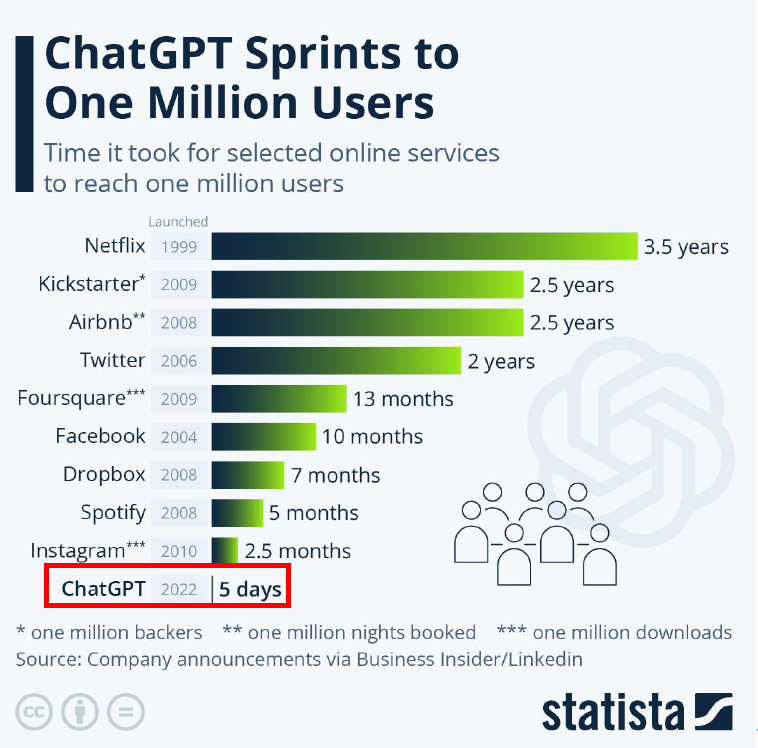 ChatGPT Sprints to
One Million Users
Time it took for selected online services
to reach one million users
Launched
Netflix 1999 3.5 years
Kickstarter* 2009 2.5 years
Airbnb** 2008 2.5 years
Twitter 2006 2 years
Foursquare*** 2009 13 months
Facebook 2004 10 months
Dropbox 2008 7 months
Spotify 2008 5 months
Instagram*** 2010 2.5 months
ChatGPT 2022 5 days
* one million backers ** one million nights booked *** one million downloads
Source: Company announcements via Business Insider/Linkedin
cc statista